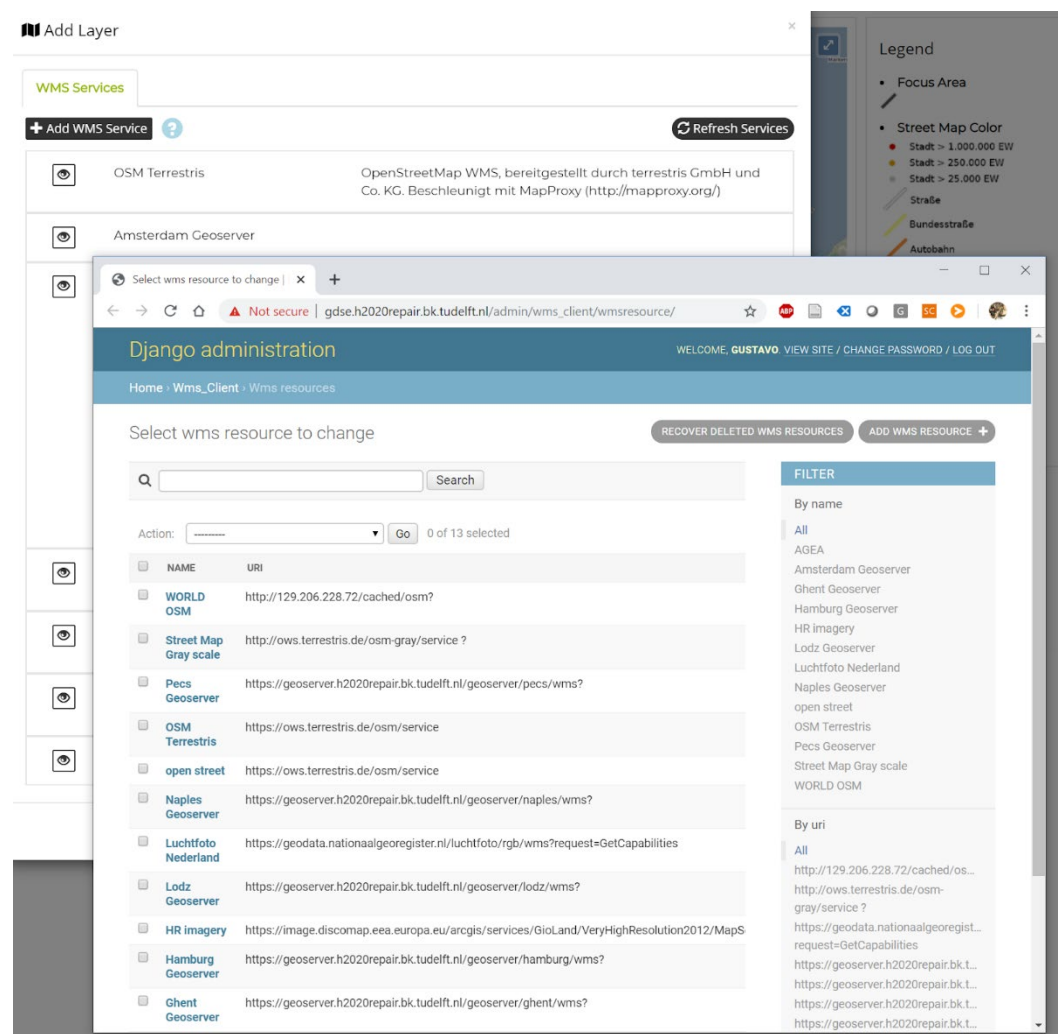 Add Layer
×
WMS Services
Add WMS Service
?
Refresh Services
OSM Terrestris
OpenStreetMap WMS, bereitgestellt durch terrestris GmbH und
Co. KG. Beschleunigt mit MapProxy (http://mapproxy.org/)
Amsterdam Geoserver
Legend
Focus Area
Street Map Color
Stadt > 1.000.000 EW
Stadt > 250.000 EW
Stadt > 25.000 EW
Straße
Bundesstraße
Autobahn
Select wms resource to change |
Not secure | gdse.h2020repair.bk.tudelft.nl/admin/wms_client/wmsresource/
ABP
G
SC
Django administration
WELCOME, GUSTAVO. VIEW SITE / CHANGE PASSWORD / LOG OUT
Home › Wms_Client › Wms resources
Select wms resource to change
RECOVER DELETED WMS RESOURCES
ADD WMS RESOURCE +
Search
Action: ---------
Go
0 of 13 selected
NAME URI
WORLD
OSM
http://129.206.228.72/cached/osm?
Street Map
Gray scale
http://ows.terrestris.de/osm-gray/service ?
Pecs
Geoserver
https://geoserver.h2020repair.bk.tudelft.nl/geoserver/pecs/wms?
OSM
Terrestris
https://ows.terrestris.de/osm/service
open street
https://ows.terrestris.de/osm/service
Naples
Geoserver
https://geoserver.h2020repair.bk.tudelft.nl/geoserver/naples/wms?
Luchtfoto
Nederland
https://geodata.nationaalgeoregister.nl/luchtfoto/rgb/wms?request=GetCapabilities
Lodz
Geoserver
https://geoserver.h2020repair.bk.tudelft.nl/geoserver/lodz/wms?
HR imagery
https://image.discomap.eea.europa.eu/arcgis/services/GioLand/VeryHighResolution2012/MapS
Hamburg
Geoserver
https://geoserver.h2020repair.bk.tudelft.nl/geoserver/hamburg/wms?
Ghent
Geoserver
https://geoserver.h2020repair.bk.tudelft.nl/geoserver/ghent/wms?
FILTER
By name
All
AGEA
Amsterdam Geoserver
Ghent Geoserver
Hamburg Geoserver
HR imagery
Lodz Geoserver
Luchtfoto Nederland
Naples Geoserver
open street
OSM Terrestris
Pecs Geoserver
Street Map Gray scale
WORLD OSM
By uri
All
http://129.206.228.72/cached/os...
http://ows.terrestris.de/osm-
gray/service ?
https://geodata.nationaalgeoregist...
request=GetCapabilities
https://geoserver.h2020repair.bk.t...
https://geoserver.h2020repair.bk.t...
https://geoserver.h2020repair.bk.t...
https://geoserver.h2020repair.bk.t...